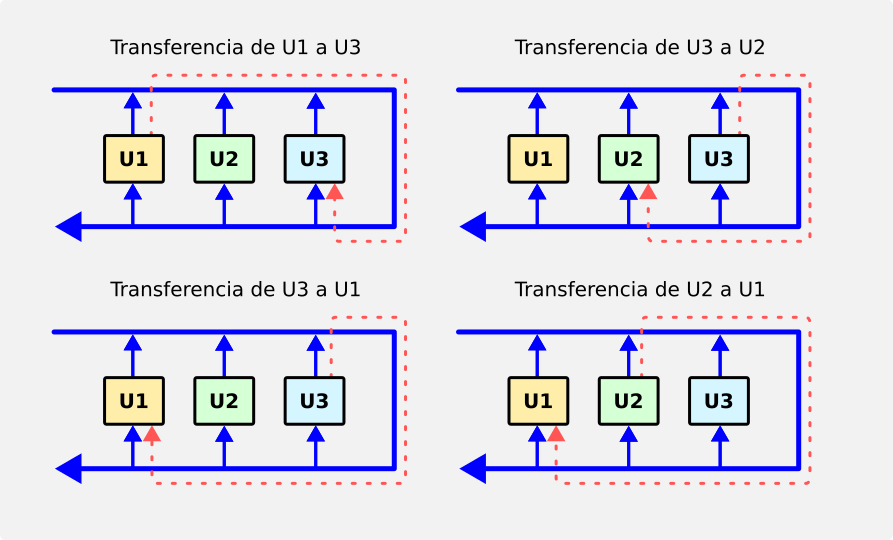 Transferencia de U1 a U3
U1 U2 U3
Transferencia de U3 a U2
U1 U2 U3
Transferencia de U3 a U1
U1 U2 U3
Transferencia de U2 a U1
U1 U2 U3